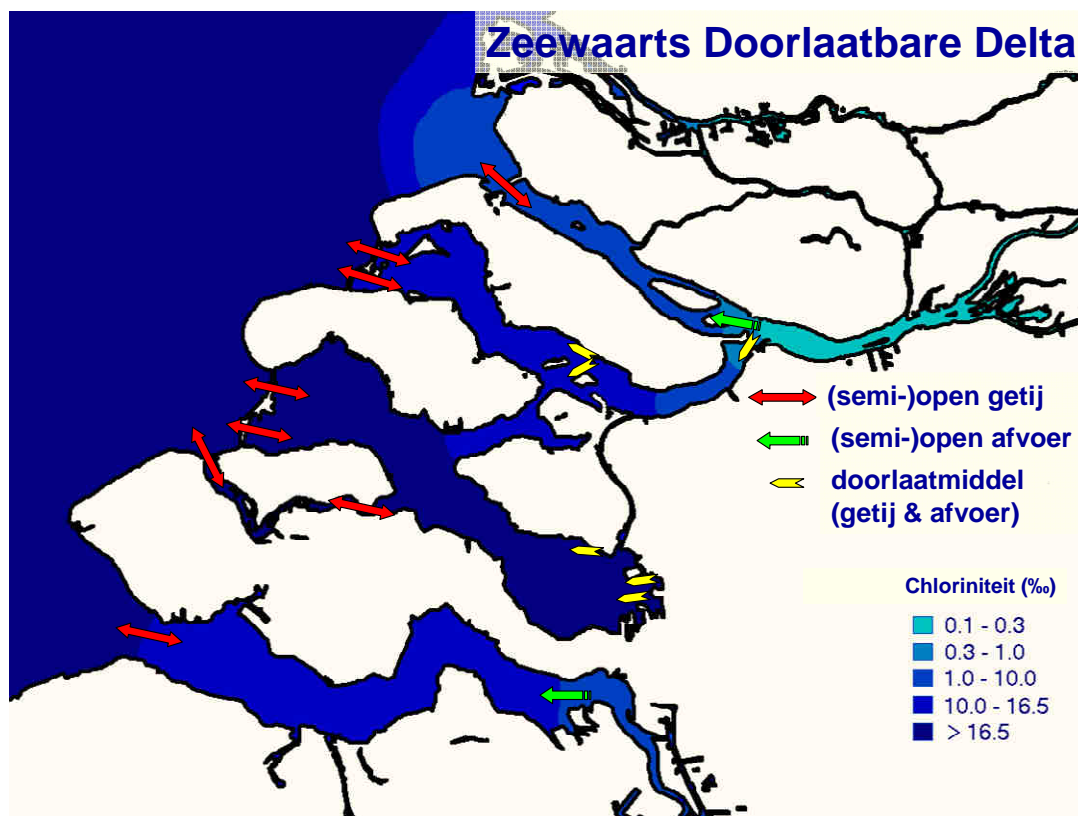 Zeewaarts Doorlaatbare Delta
(semi-)open getij
(semi-)open afvoer
doorlaatmiddel
(getij & afvoer)
Chloriniteit (‰)
0.1 - 0.3
0.3 - 1.0
1.0 - 10.0
10.0 - 16.5
> 16.5